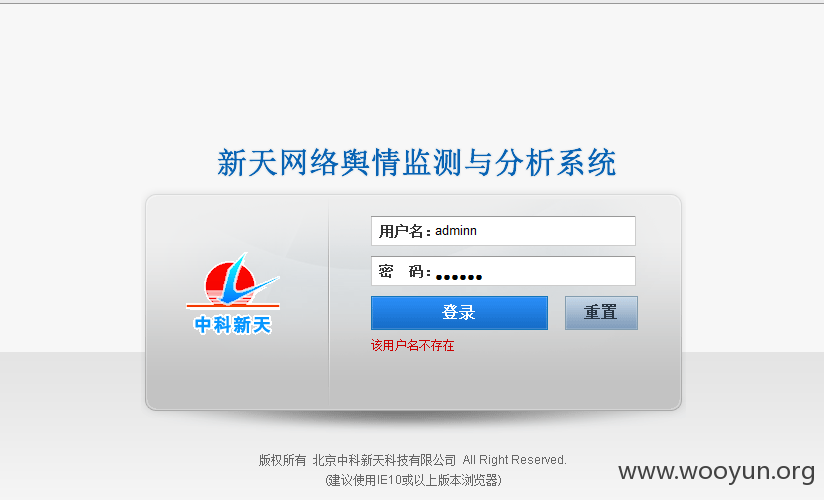 新天网络舆情监测与分析系统
用户名：adminn
密　码：●●●●●●
登录 重置
中科新天
该用户名不存在
版权所有 北京中科新天科技有限公司 All Right Reserved.
(建议使用IE10或以上版本浏览器)
www.wooyun.org